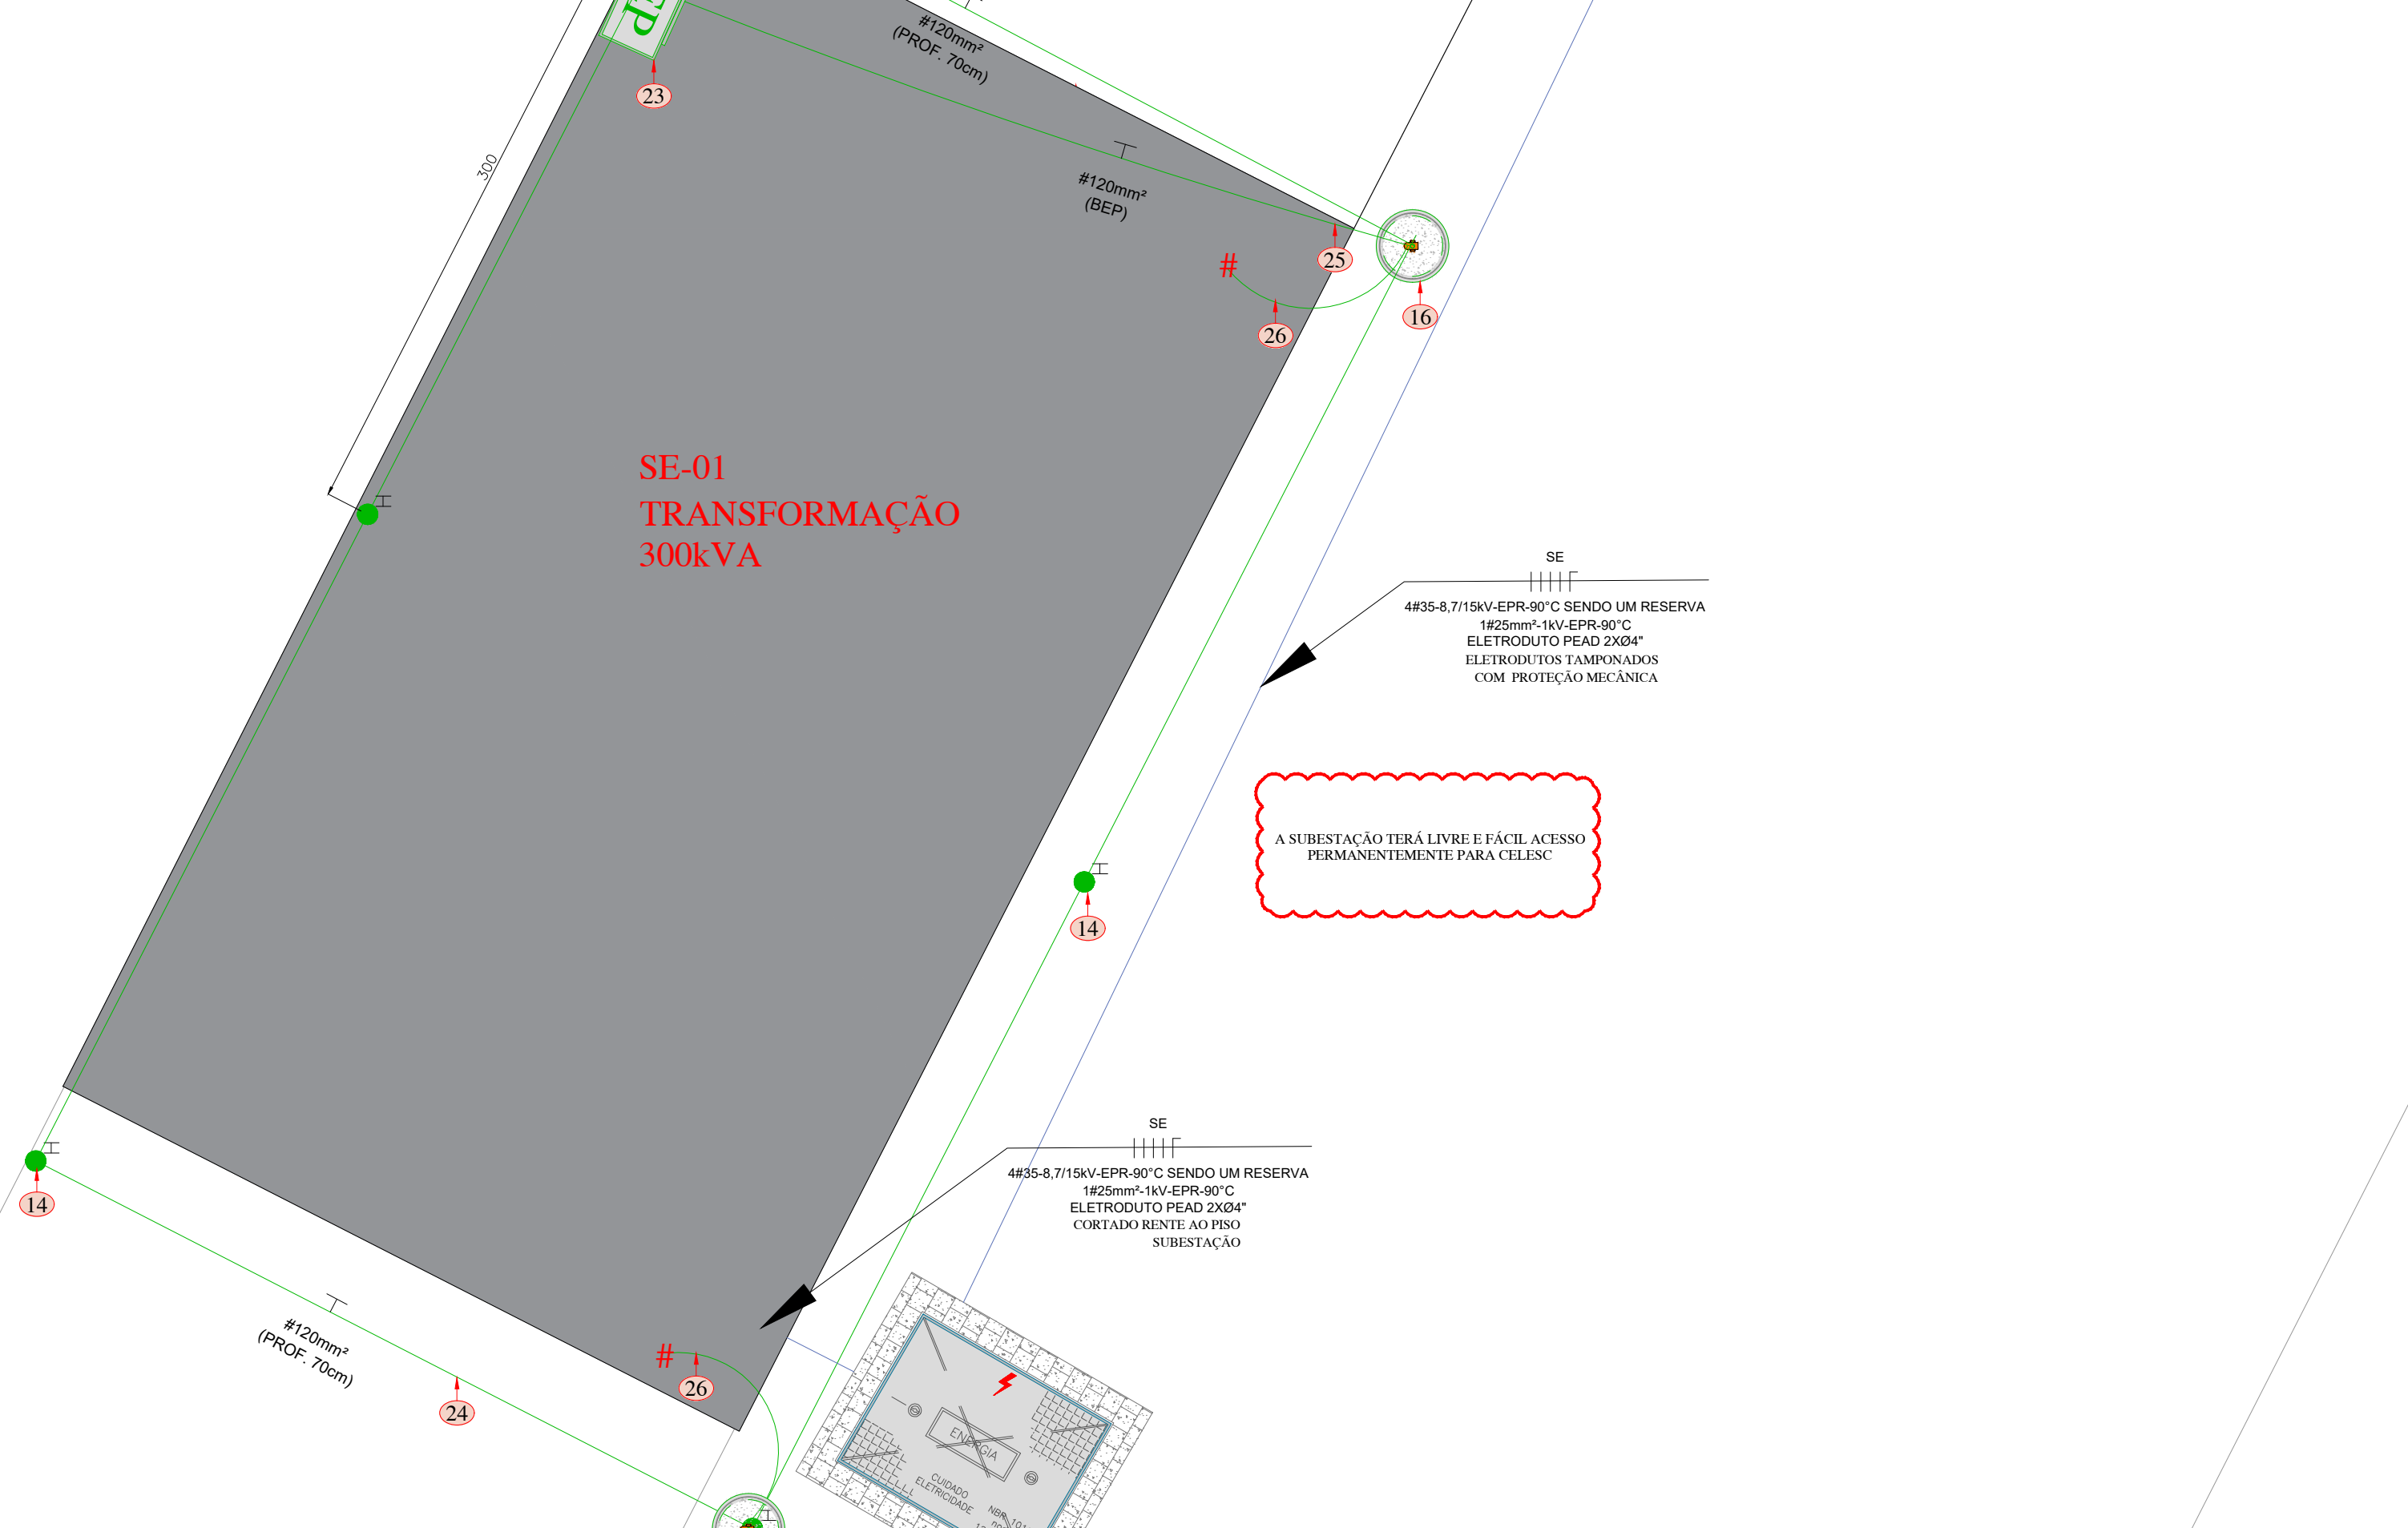 #120mm²
(PROF. 70cm)
23
300
#120mm²
(BEP)
25
#
26
16
SE-01
TRANSFORMAÇÃO
300kVA
SE
4#35-8,7/15kV-EPR-90°C SENDO UM RESERVA
1#25mm²-1kV-EPR-90°C
ELETRODUTO PEAD 2XØ4"
ELETRODUTOS TAMPONADOS
COM PROTEÇÃO MECÂNICA
A SUBESTAÇÃO TERÁ LIVRE E FÁCIL ACESSO
PERMANENTEMENTE PARA CELESC
14
14
SE
4#35-8,7/15kV-EPR-90°C SENDO UM RESERVA
1#25mm²-1kV-EPR-90°C
ELETRODUTO PEAD 2XØ4"
CORTADO RENTE AO PISO
SUBESTAÇÃO
#120mm²
(PROF. 70cm)
24
#
26
ENERGIA
CUIDADO
ELETRICIDADE
NBR